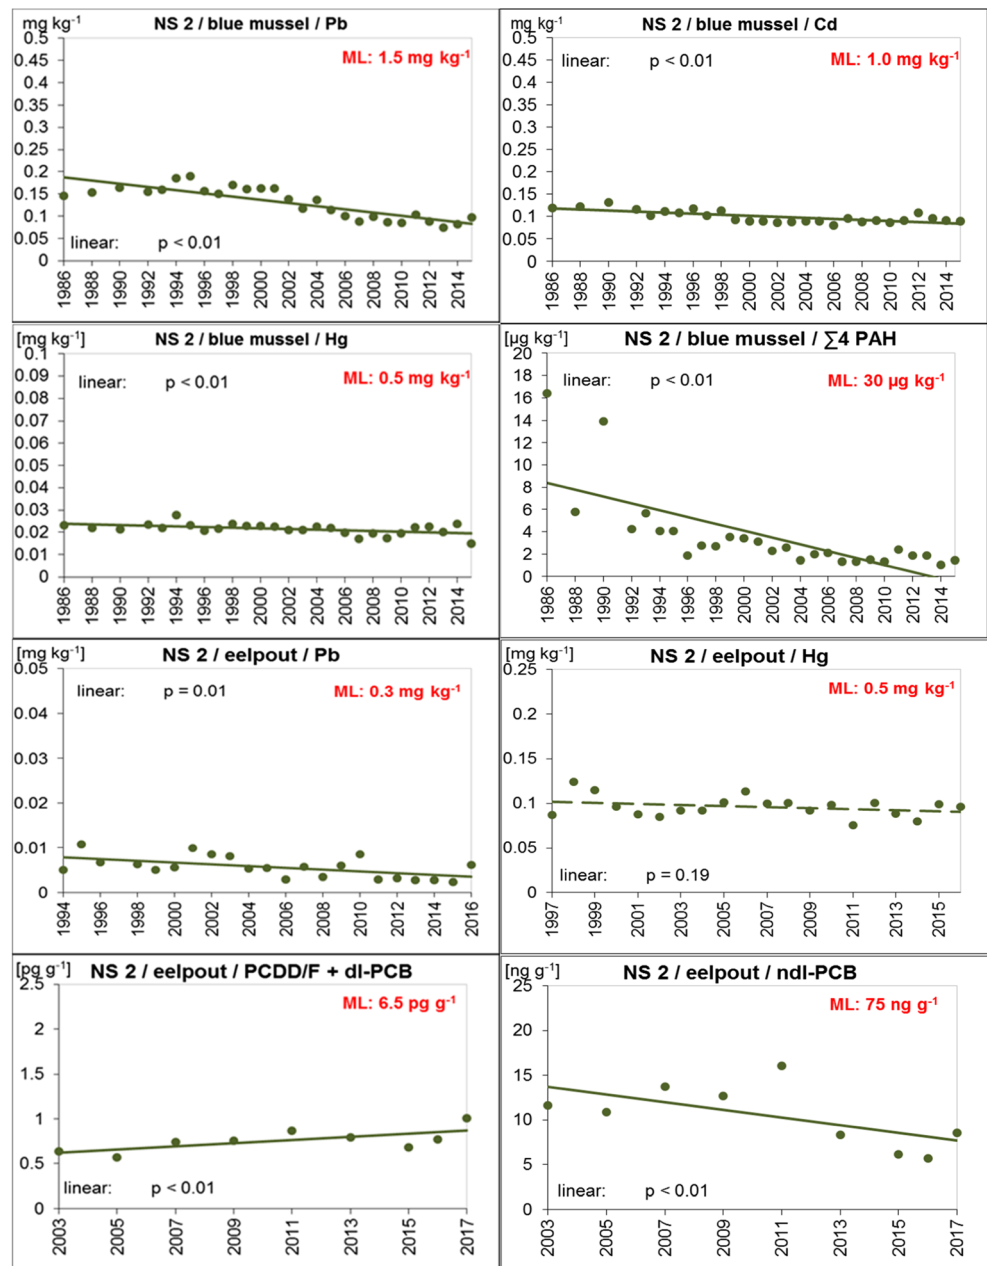 mg kg-1
NS 2 / blue mussel / Pb
ML: 1.5 mg kg-1
0.5
0.45
0.4
0.35
0.3
0.25
0.2
0.15
0.1
0.05
0
linear: p < 0.01
1986 1988 1990 1992 1994 1996 1998 2000 2002 2004 2006 2008 2010 2012 2014
mg kg-1
NS 2 / blue mussel / Cd
linear: p < 0.01 ML: 1.0 mg kg-1
0.5
0.45
0.4
0.35
0.3
0.25
0.2
0.15
0.1
0.05
0
1986 1988 1990 1992 1994 1996 1998 2000 2002 2004 2006 2008 2010 2012 2014
[mg kg-1]
NS 2 / blue mussel / Hg
linear: p < 0.01 ML: 0.5 mg kg-1
0.1
0.09
0.08
0.07
0.06
0.05
0.04
0.03
0.02
0.01
0
1986 1988 1990 1992 1994 1996 1998 2000 2002 2004 2006 2008 2010 2012 2014
[µg kg-1]
NS 2 / blue mussel / ∑4 PAH
linear: p < 0.01 ML: 30 µg kg-1
20
18
16
14
12
10
8
6
4
2
0
1986 1988 1990 1992 1994 1996 1998 2000 2002 2004 2006 2008 2010 2012 2014
[mg kg-1]
NS 2 / eelpout / Pb
linear: p = 0.01 ML: 0.3 mg kg-1
0.05
0.04
0.03
0.02
0.01
0
1994 1996 1998 2000 2002 2004 2006 2008 2010 2012 2014 2016
[mg kg-1]
NS 2 / eelpout / Hg
ML: 0.5 mg kg-1
0.25
0.2
0.15
0.1
0.05
0
linear: p = 0.19
1997 1999 2001 2003 2005 2007 2009 2011 2013 2015
[pg g-1]
NS 2 / eelpout / PCDD/F + dl-PCB
ML: 6.5 pg g-1
2.5
2
1.5
1
0.5
0
linear: p < 0.01
2003 2005 2007 2009 2011 2013 2015 2017
[ng g-1]
NS 2 / eelpout / ndl-PCB
ML: 75 ng g-1
25
20
15
10
5
0
linear: p < 0.01
2003 2005 2007 2009 2011 2013 2015 2017